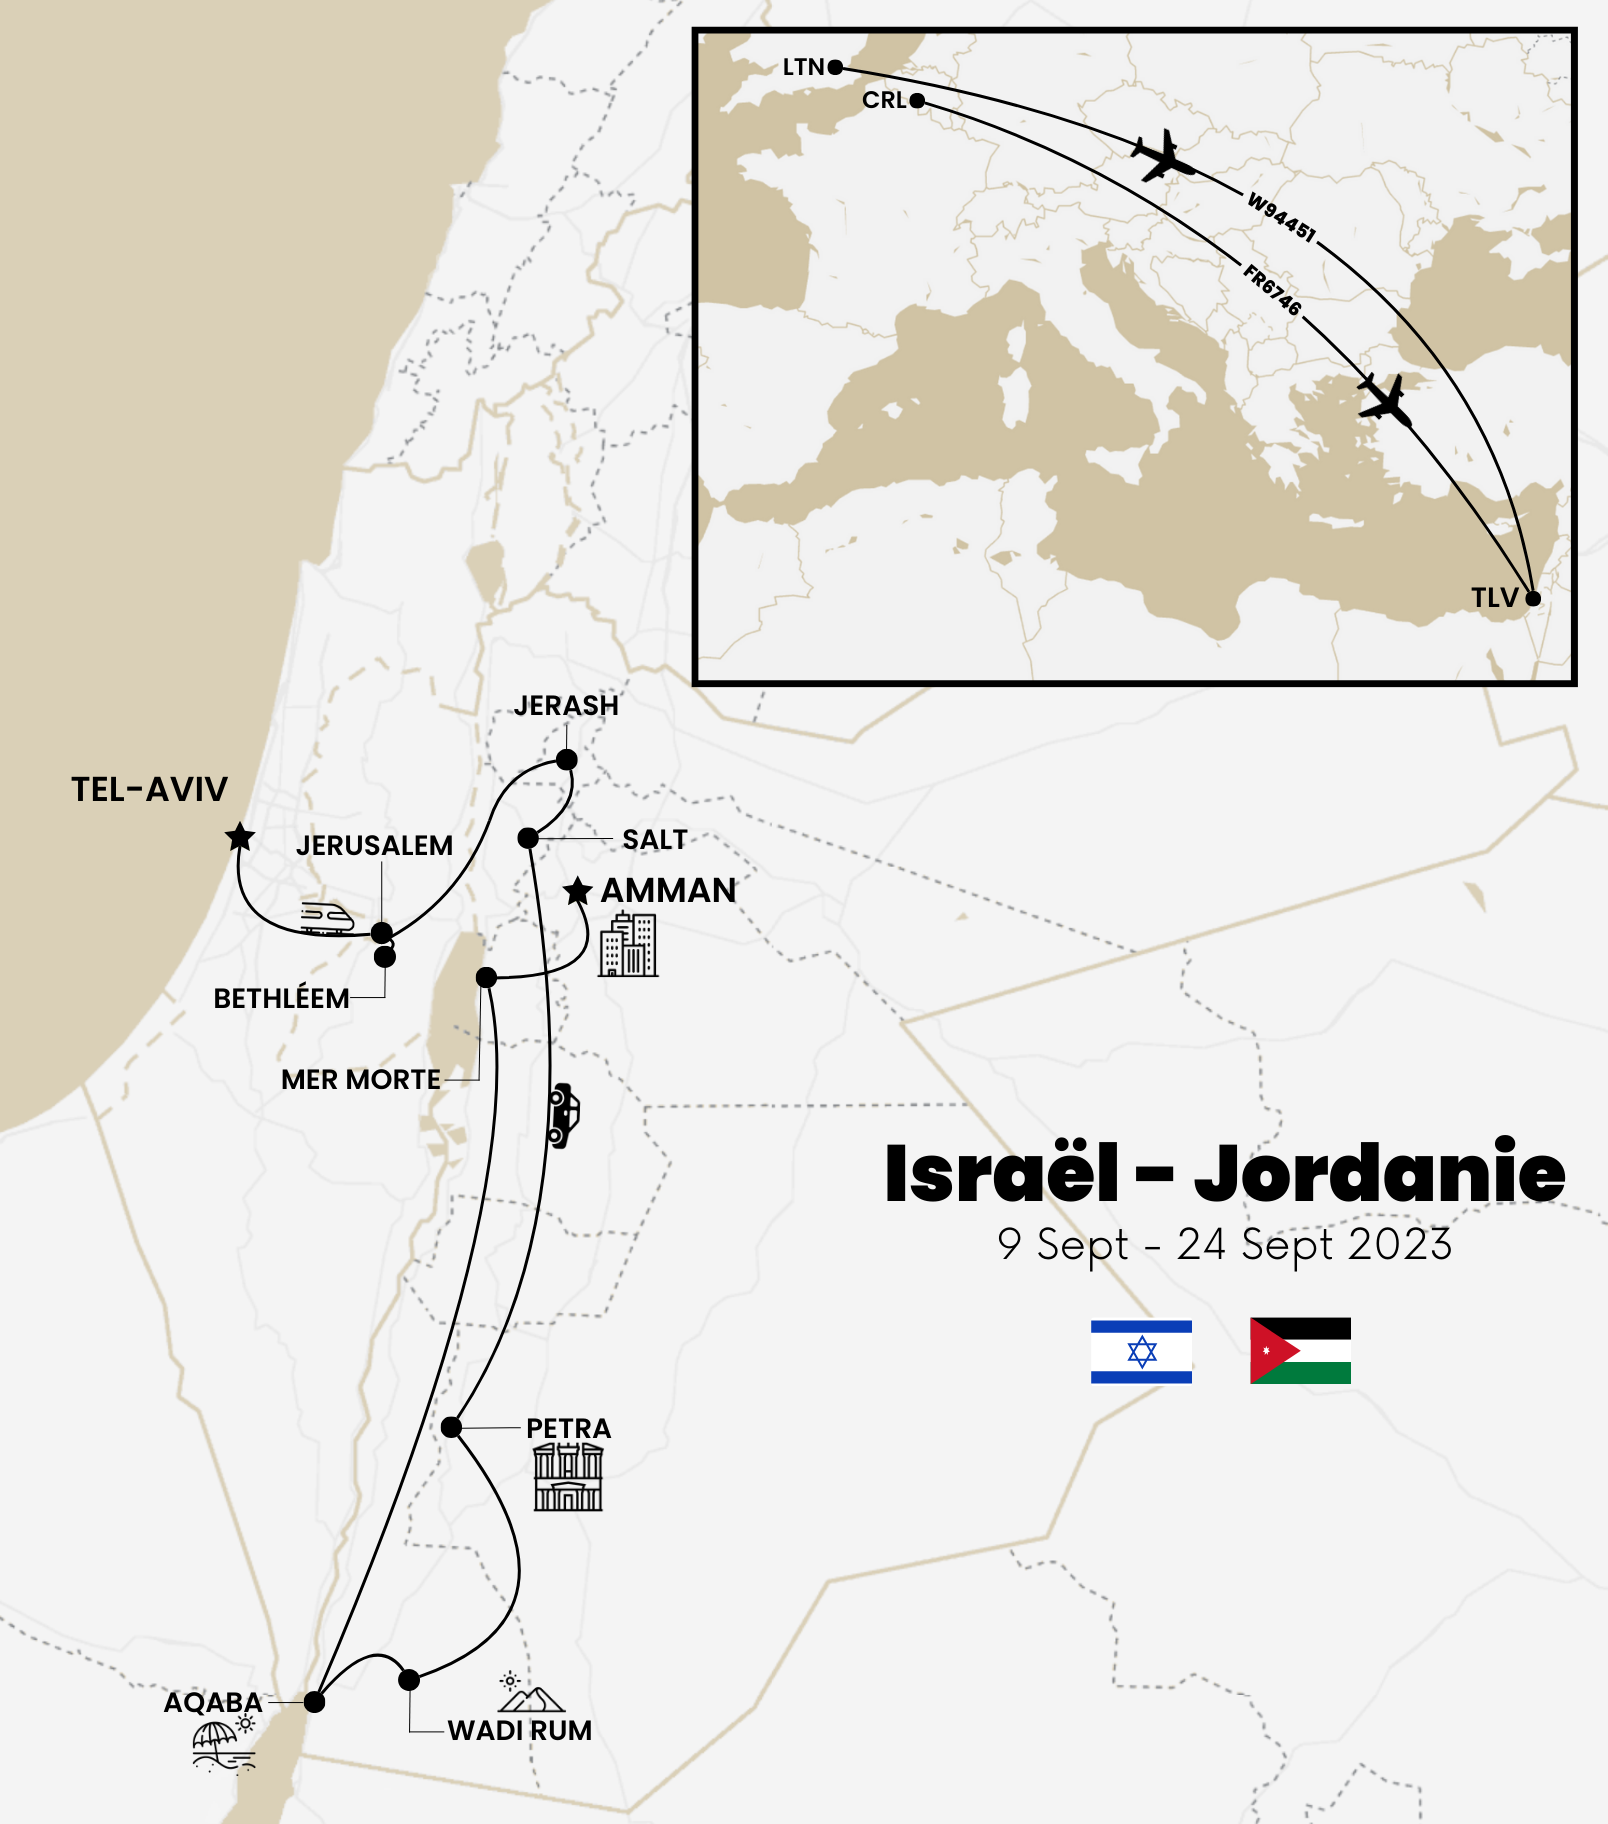 LTN
CRL
W94451
FR6746
TLV
JERASH
TEL-AVIV
JERUSALEM
SALT
AMMAN
BETHLÉEM
MER MORTE
Israël - Jordanie
9 Sept - 24 Sept 2023
PETRA
AQABA
WADI RUM